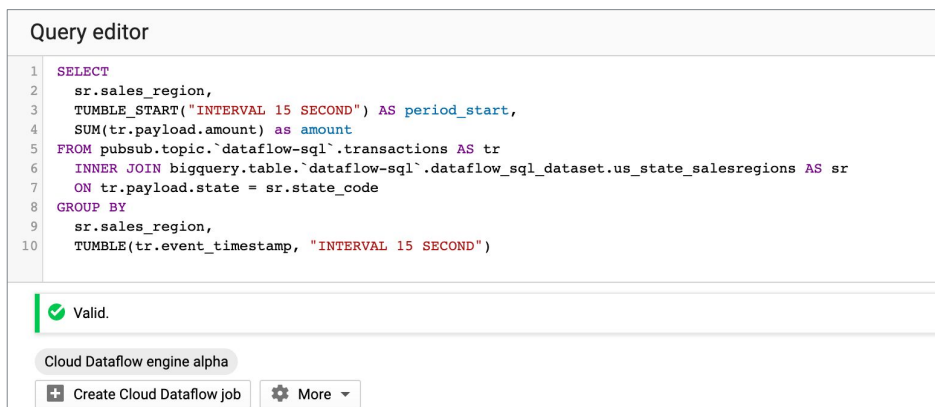 Query editor
1 SELECT
2 sr.sales_region,
3 TUMBLE_START("INTERVAL 15 SECOND") AS period_start,
4 SUM(tr.payload.amount) as amount
5 FROM pubsub.topic.`dataflow-sql`.transactions AS tr
6 INNER JOIN bigquery.table.`dataflow-sql`.dataflow_sql_dataset.us_state_salesregions AS sr
7 ON tr.payload.state = sr.state_code
8 GROUP BY
9 sr.sales_region,
10 TUMBLE(tr.event_timestamp, "INTERVAL 15 SECOND")
Valid.
Cloud Dataflow engine alpha
Create Cloud Dataflow job More